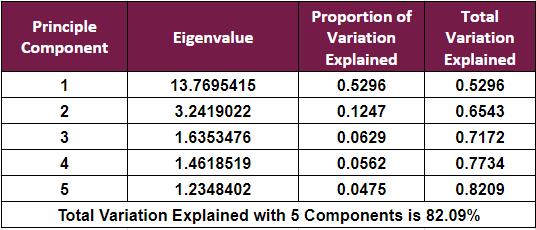 Principle Component | Eigenvalue | Proportion of Variation Explained | Total Variation Explained
1 | 13.7695415 | 0.5296 | 0.5296
2 | 3.2419022 | 0.1247 | 0.6543
3 | 1.6353476 | 0.0629 | 0.7172
4 | 1.4618519 | 0.0562 | 0.7734
5 | 1.2348402 | 0.0475 | 0.8209
Total Variation Explained with 5 Components is 82.09%